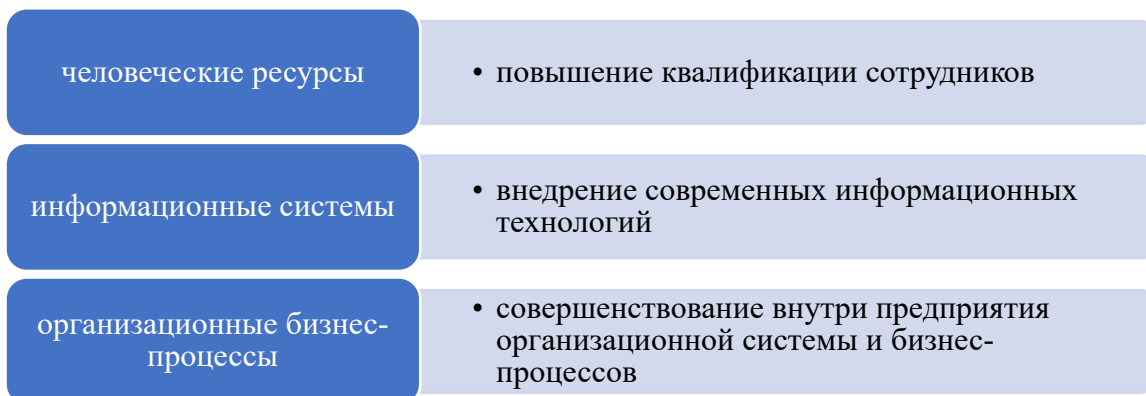 человеческие ресурсы
• повышение квалификации сотрудников
информационные системы
• внедрение современных информационных
технологий
организационные бизнес-
процессы
• совершенствование внутри предприятия
организационной системы и бизнес-
процессов